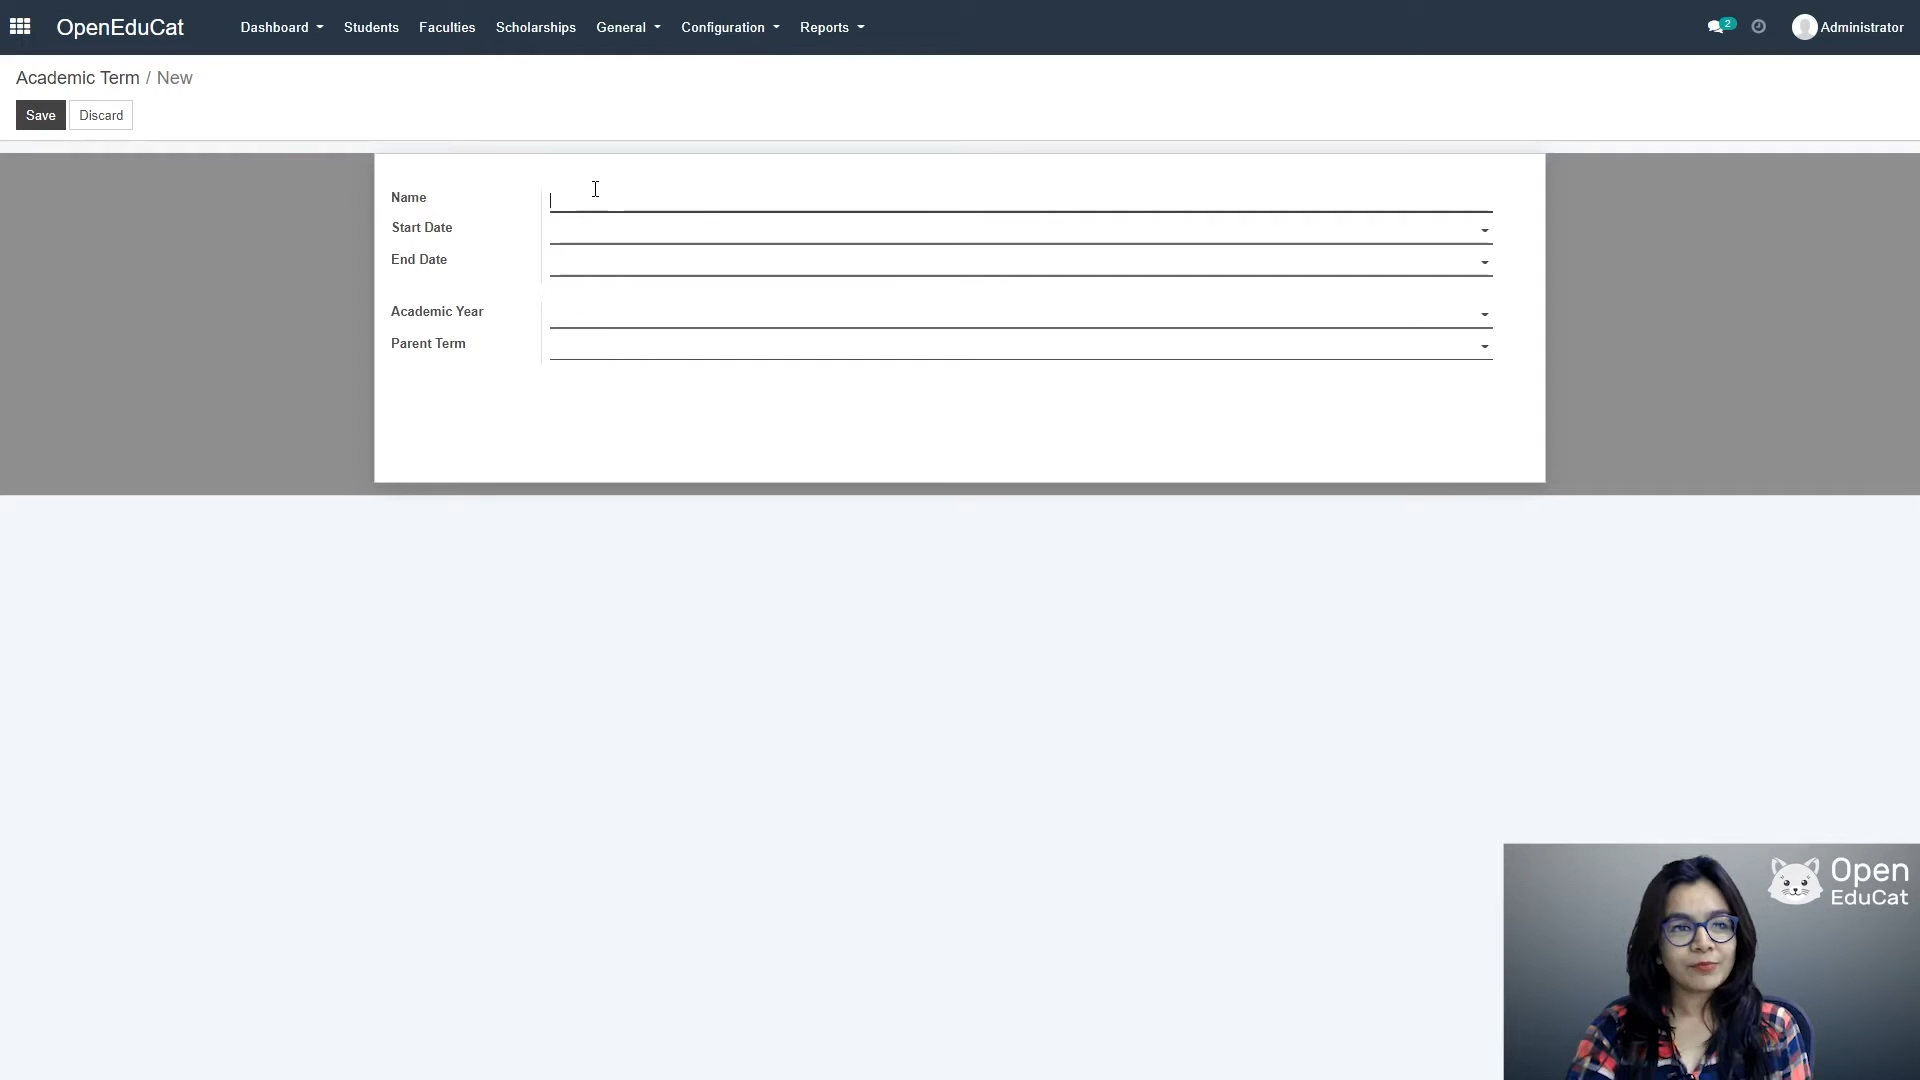 OpenEduCat Dashboard Students Faculties Scholarships General Configuration Reports 2 Administrator
Academic Term / New
Save Discard
Name
Start Date
End Date
Academic Year
Parent Term
Open
EduCat